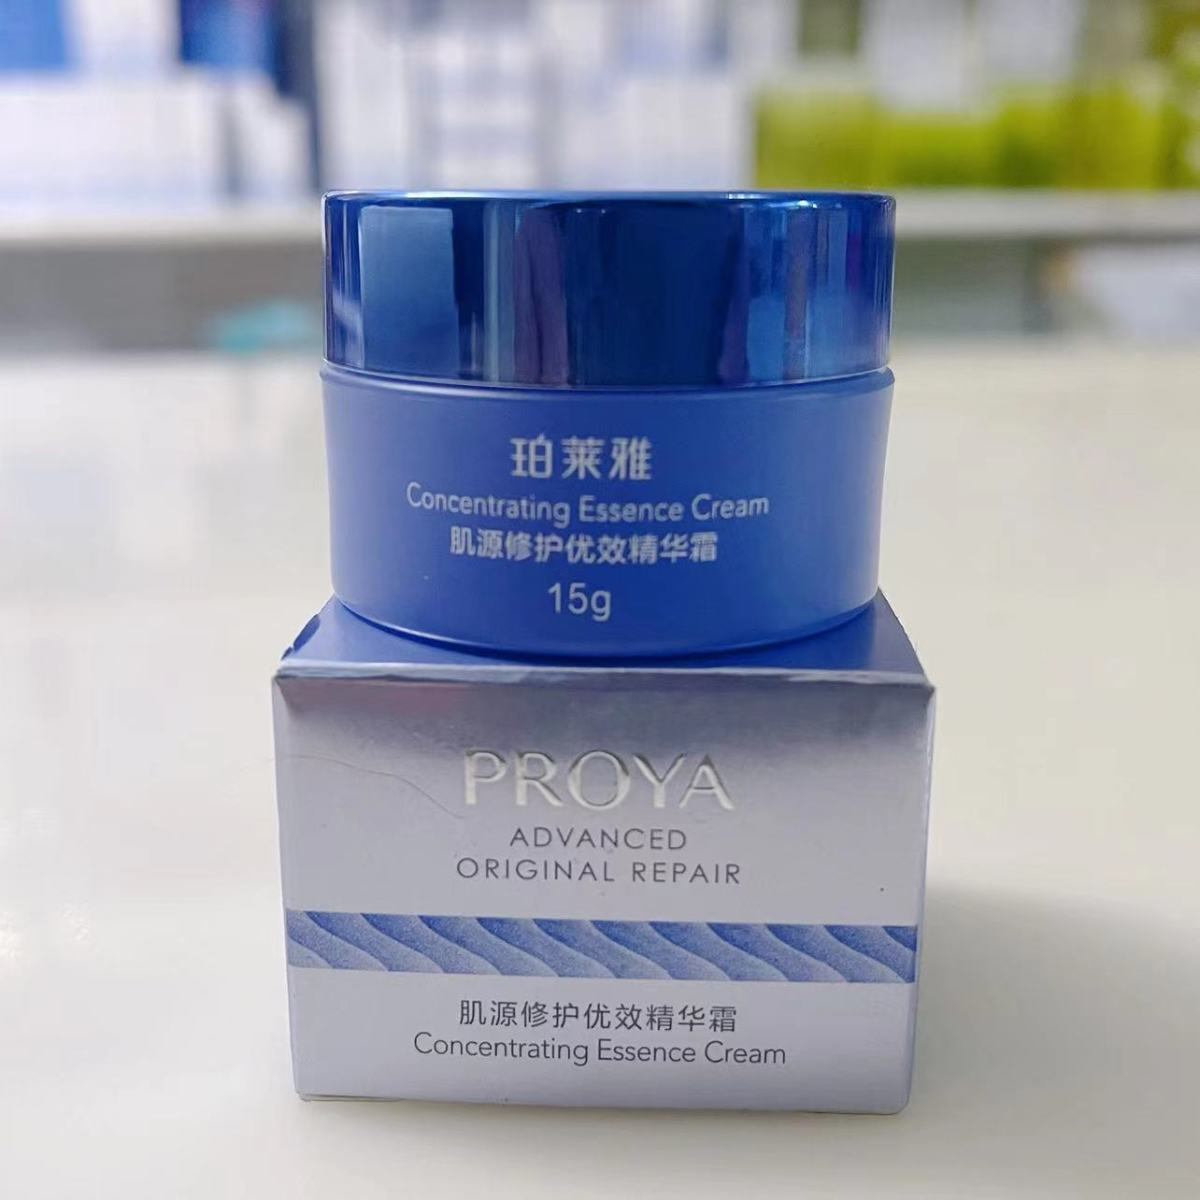 珀莱雅
Concentrating Essence Cream
肌源修护优效精华霜
15g
PROYA
ADVANCED
ORIGINAL REPAIR
肌源修护优效精华霜
Concentrating Essence Cream